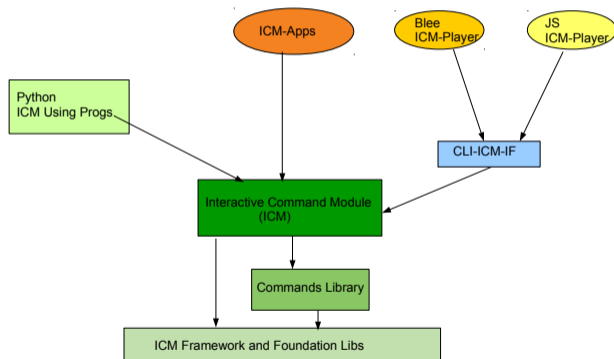 ICM-Apps
Blee
ICM-Player
JS
ICM-Player
Python
ICM Using Progs
CLI-ICM-IF
Interactive Command Module
(ICM)
Commands Library
ICM Framework and Foundation Libs